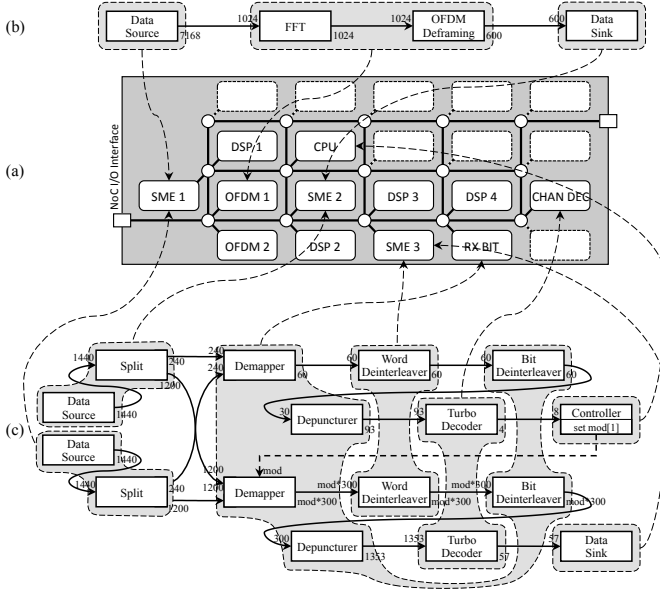 (b)
Data Source
7168
1024
FFT
1024
1024
OFDM Deframing
600
600
Data Sink
(a)
NoC I/O Interface
DSP 1
CPU
SME 1
OFDM 1
SME 2
DSP 3
DSP 4
CHAN DEC
OFDM 2
DSP 2
SME 3
RX BIT
(c)
1440
Split
240
1200
240
240
Demapper
60
60
Word Deinterleaver
60
60
Bit Deinterleaver
60
Data Source
1440
30
Depuncturer
93
93
Turbo Decoder
4
8
Controller
set mod[1]
Data Source
1440
mod
1440
Split
240
1200
1200
1200
Demapper
mod*300
mod*300
Word Deinterleaver
mod*300
mod*300
Bit Deinterleaver
mod*300
300
Depuncturer
1353
1353
Turbo Decoder
57
57
Data Sink